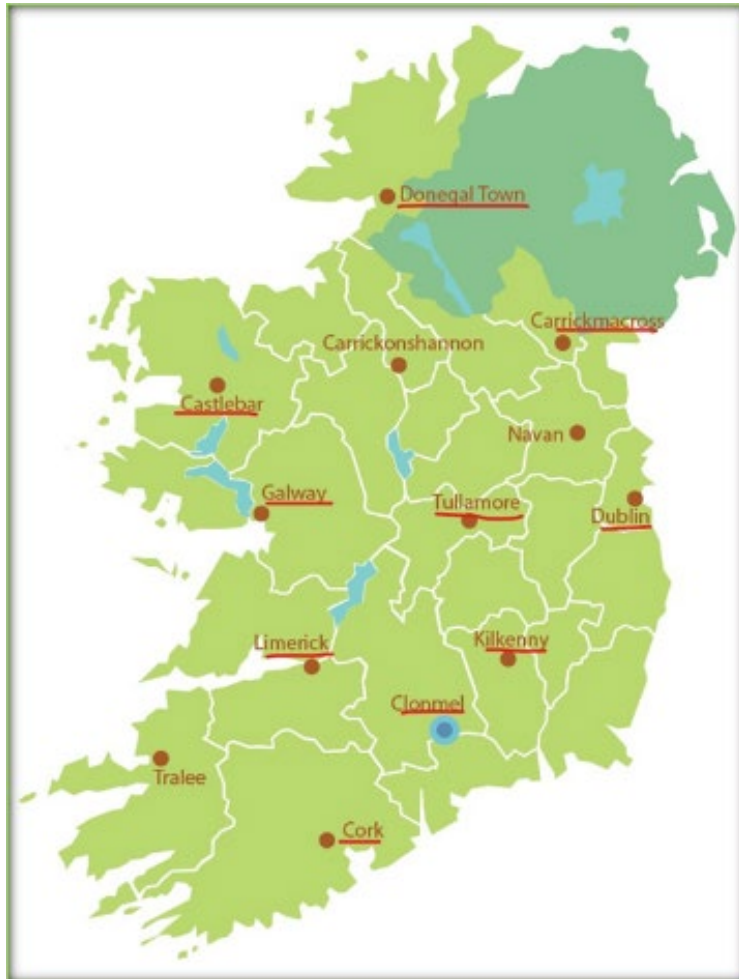 Donegal Town
Carrickmacross
Carrickonshannon
Castlebar
Navan
Galway
Tullamore
Dublin
Limerick
Kilkenny
Clonmel
Tralee
Cork